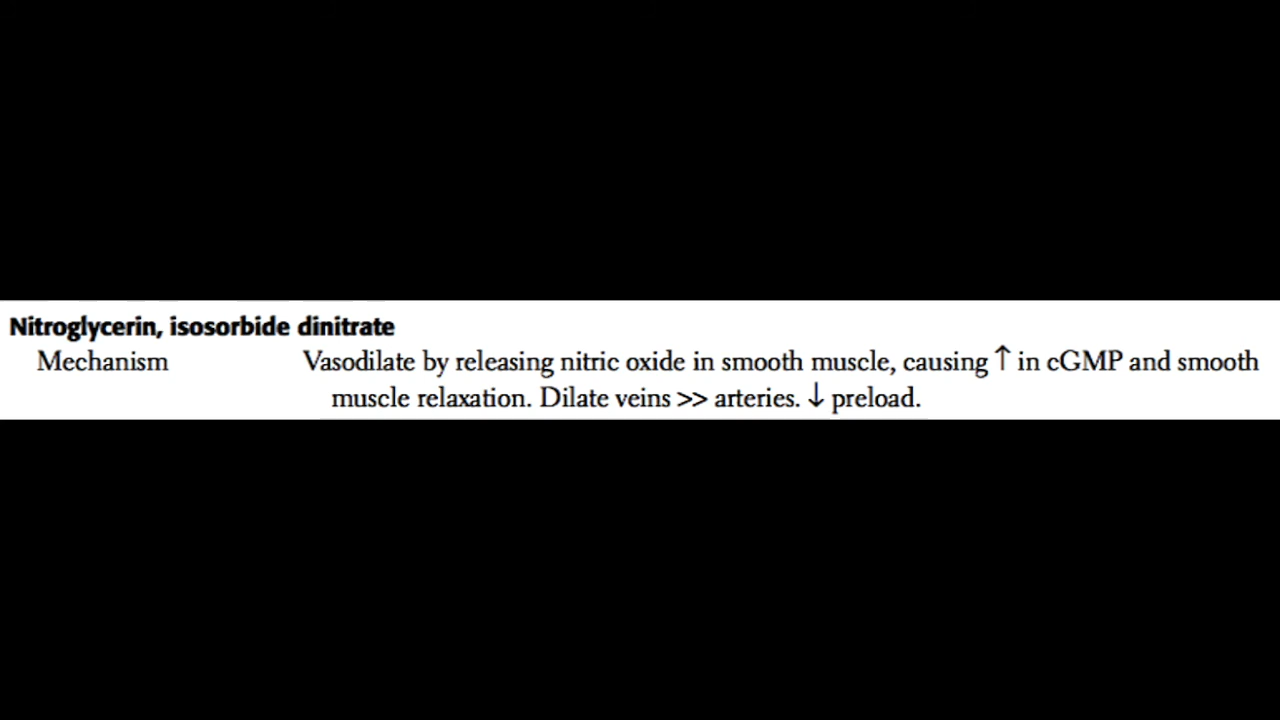 Nitroglycerin, isosorbide dinitrate
Mechanism Vasodilate by releasing nitric oxide in smooth muscle, causing ↑ in cGMP and smooth
muscle relaxation. Dilate veins >> arteries. ↓ preload.